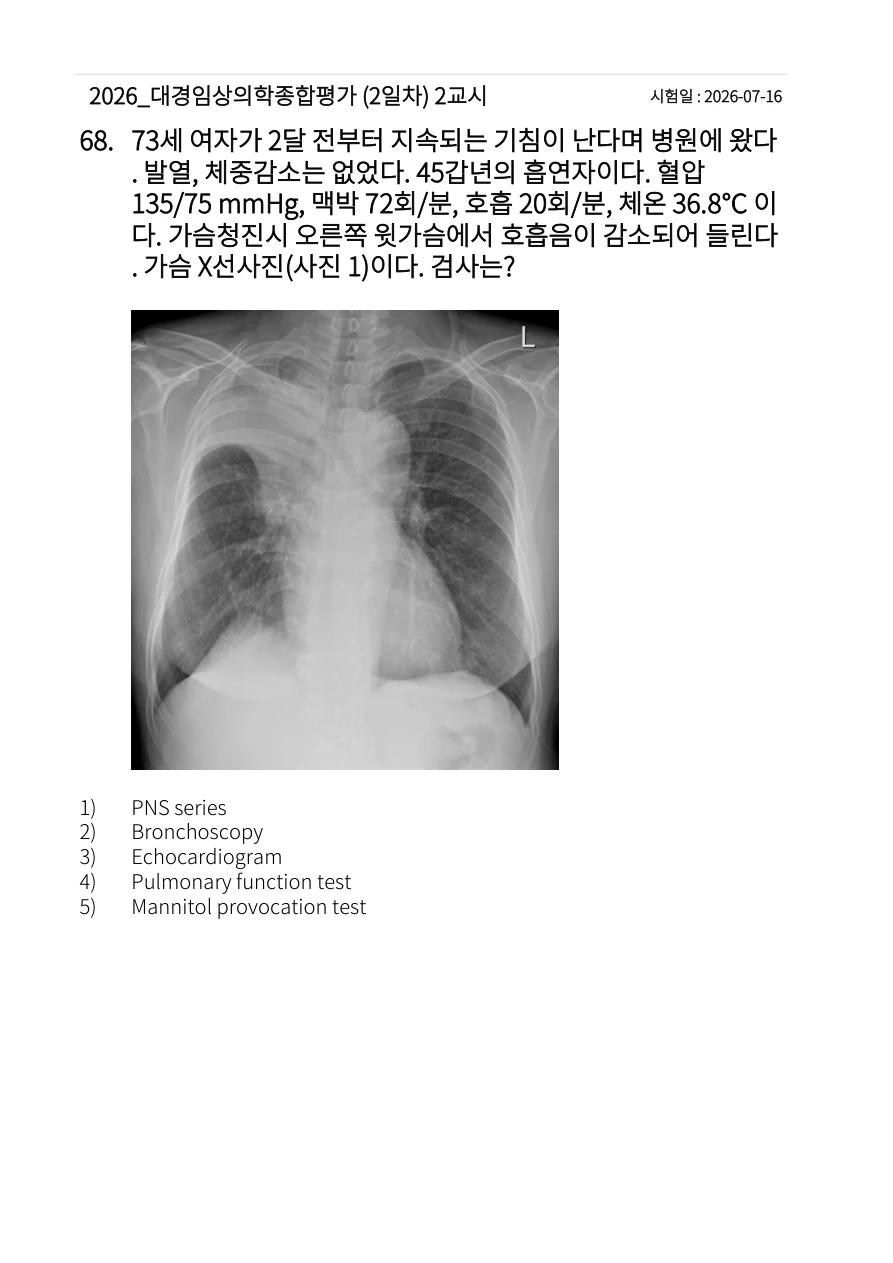 2026_대경임상의학종합평가 (2일차) 2교시
시험일 : 2026-07-16
68. 73세 여자가 2달 전부터 지속되는 기침이 난다며 병원에 왔다
. 발열, 체중감소는 없었다. 45갑년의 흡연자이다. 혈압
135/75 mmHg, 맥박 72회/분, 호흡 20회/분, 체온 36.8℃ 이
다. 가슴청진시 오른쪽 윗가슴에서 호흡음이 감소되어 들린다
. 가슴 X선사진(사진 1)이다. 검사는?
L
1) PNS series
2) Bronchoscopy
3) Echocardiogram
4) Pulmonary function test
5) Mannitol provocation test